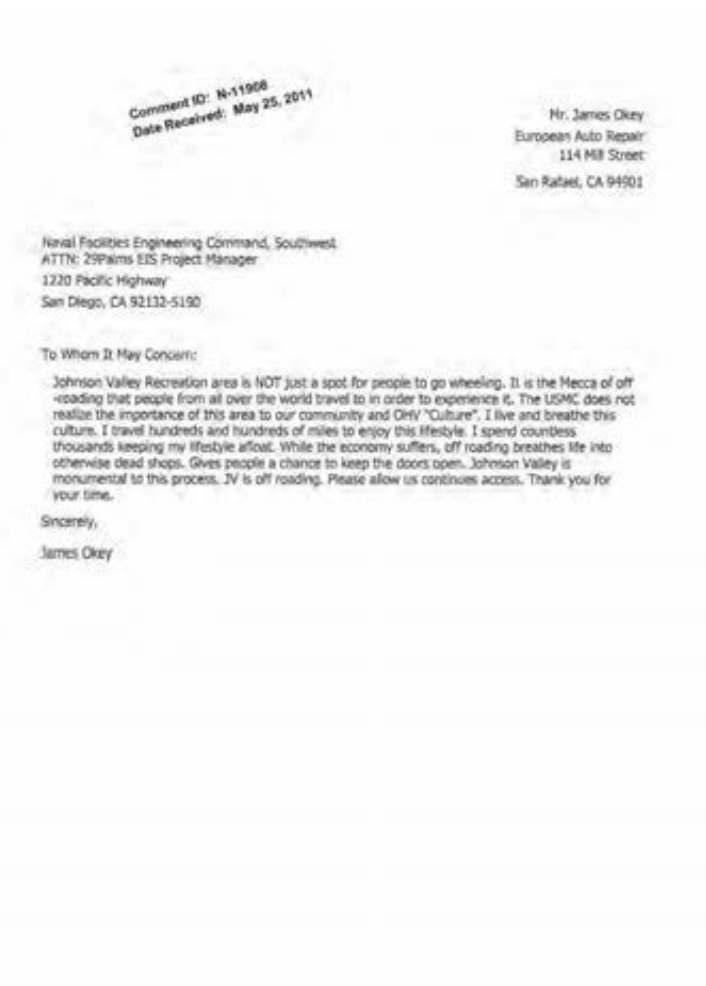 Comment ID: N-11908
Date Received: May 25, 2011
Mr. James Okey
European Auto Repair
114 Mill Street
San Rafael, CA 94901
Naval Facilities Engineering Command, Southwest
ATTN: 29Palms EIS Project Manager
1220 Pacific Highway
San Diego, CA 92132-5190
To Whom It May Concern:
Johnson Valley Recreation area is NOT just a spot for people to go wheeling. It is the Mecca of off
-roading that people from all over the world travel to in order to experience it. The USMC does not
realize the importance of this area to our community and OHV "Culture". I live and breathe this
culture. I travel hundreds and hundreds of miles to enjoy this lifestyle. I spend countless
thousands keeping my lifestyle afloat. While the economy suffers, off roading breathes life into
otherwise dead shops. Gives people a chance to keep the doors open. Johnson Valley is
monumental to this process. JV is off roading. Please allow us continues access. Thank you for
your time.
Sincerely,
James Okey